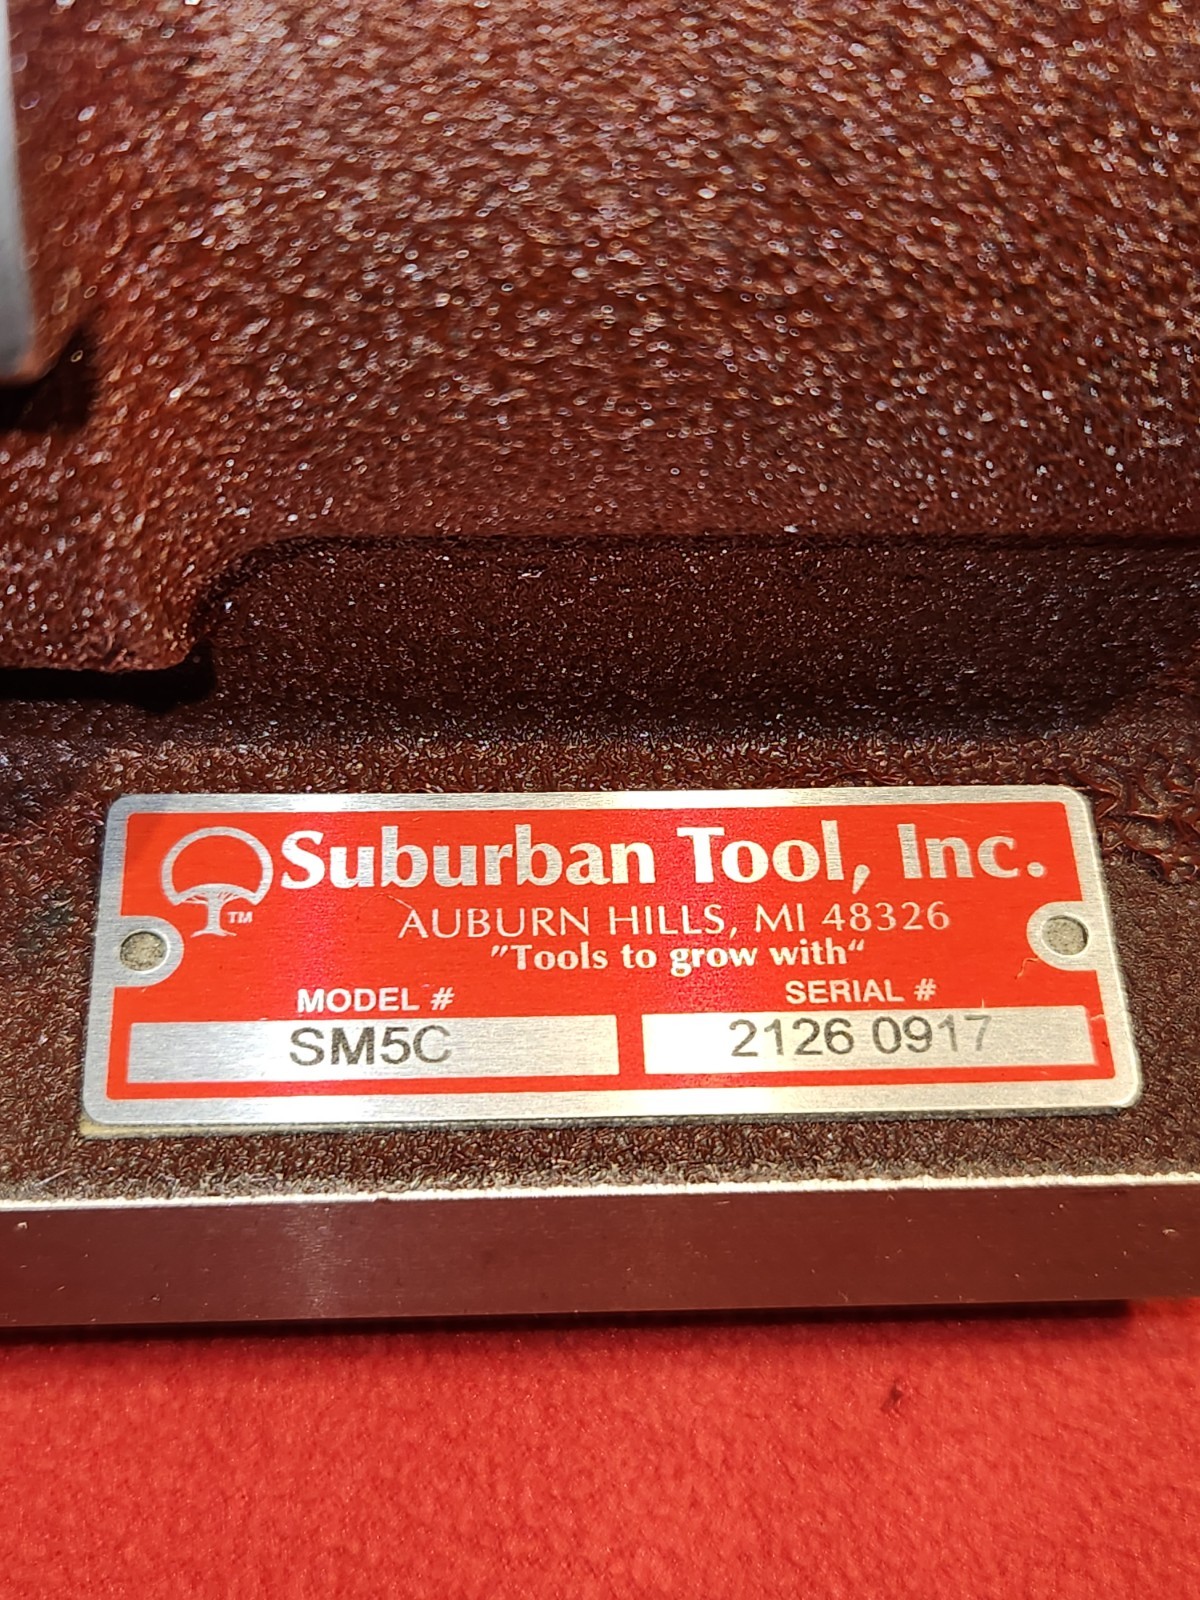 Suburban Tool, Inc.
TM
AUBURN HILLS, MI 48326
"Tools to grow with"
MODEL # SERIAL #
SM5C 2126 0917